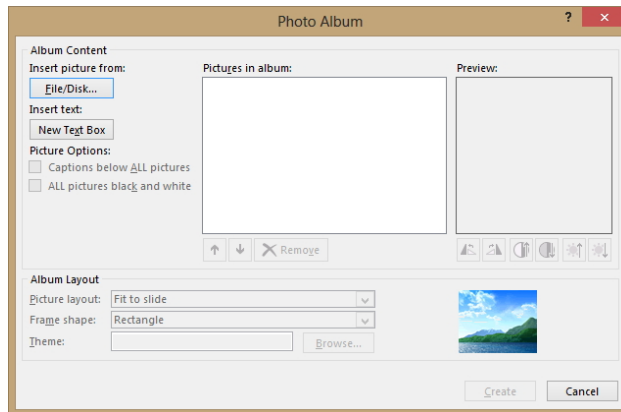 Photo Album
?
Album Content
Insert picture from:
File/Disk...
Insert text:
New Text Box
Picture Options:
Captions below ALL pictures
ALL pictures black and white
Pictures in album:
Remove
Preview:
Album Layout
Picture layout: Fit to slide
Frame shape: Rectangle
Theme:
Browse...
Create
Cancel